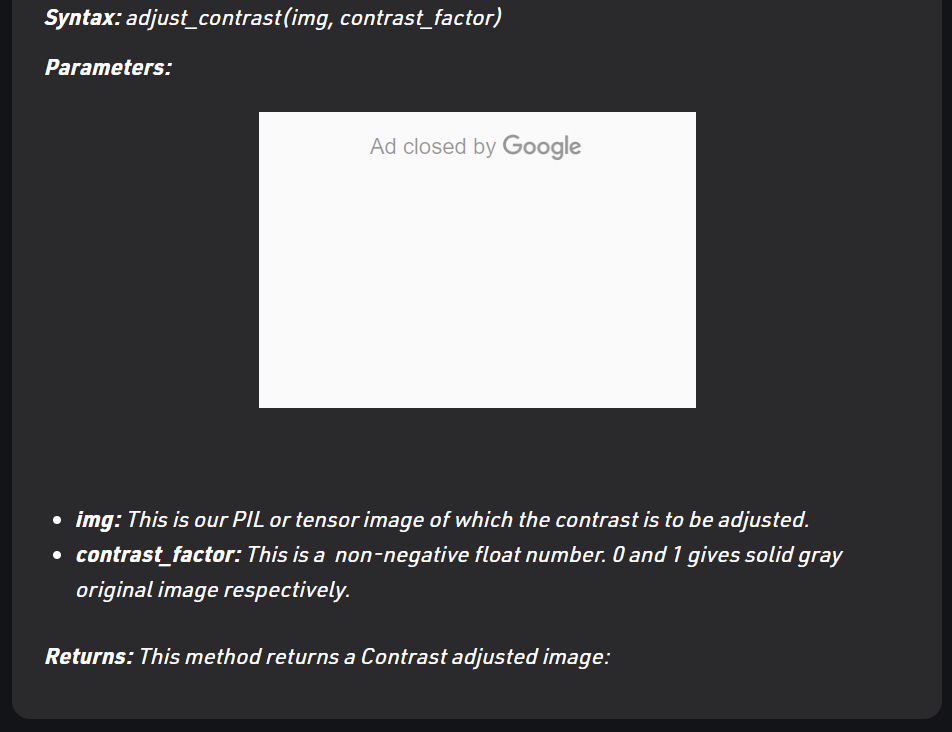 Syntax: adjust_contrast(img, contrast_factor)
Parameters:
Ad closed by Google
img: This is our PIL or tensor image of which the contrast is to be adjusted.
contrast_factor: This is a  non-negative float number. 0 and 1 gives solid gray
original image respectively.
Returns: This method returns a Contrast adjusted image: